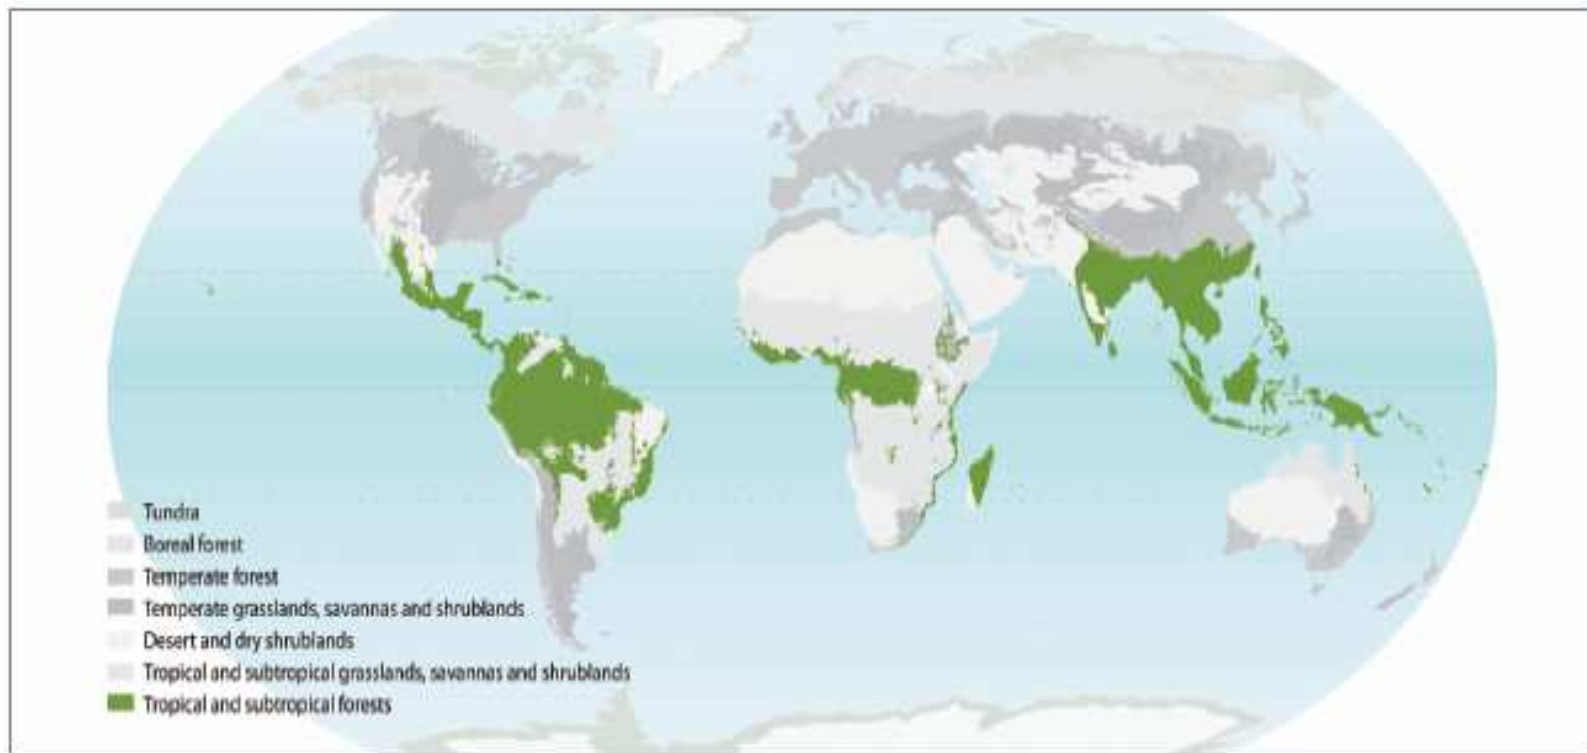 Tundra
Boreal forest
Temperate forest
Temperate grasslands, savannas and shrublands
Desert and dry shrublands
Tropical and subtropical grasslands, savannas and shrublands
Tropical and subtropical forests